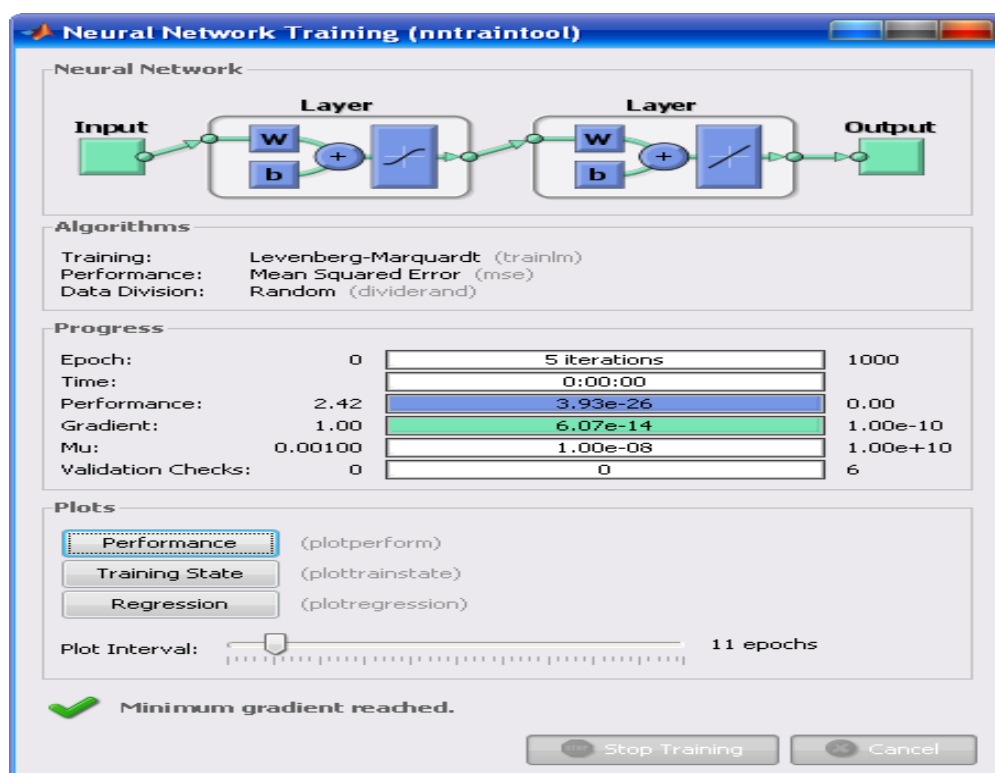 Neural Network Training (nntraintool)
Neural Network
Layer Layer
Input W b + W b + Output
Algorithms
Training: Levenberg-Marquardt (trainlm)
Performance: Mean Squared Error (mse)
Data Division: Random (dividerand)
Progress
Epoch: 0 5 iterations 1000
Time: 0:00:00
Performance: 2.42 3.93e-26 0.00
Gradient: 1.00 6.07e-14 1.00e-10
Mu: 0.00100 1.00e-08 1.00e+10
Validation Checks: 0 0 6
Plots
Performance (plotperform)
Training State (plottrainstate)
Regression (plotregression)
Plot Interval: 11 epochs
Minimum gradient reached.
STOP Stop Training Cancel